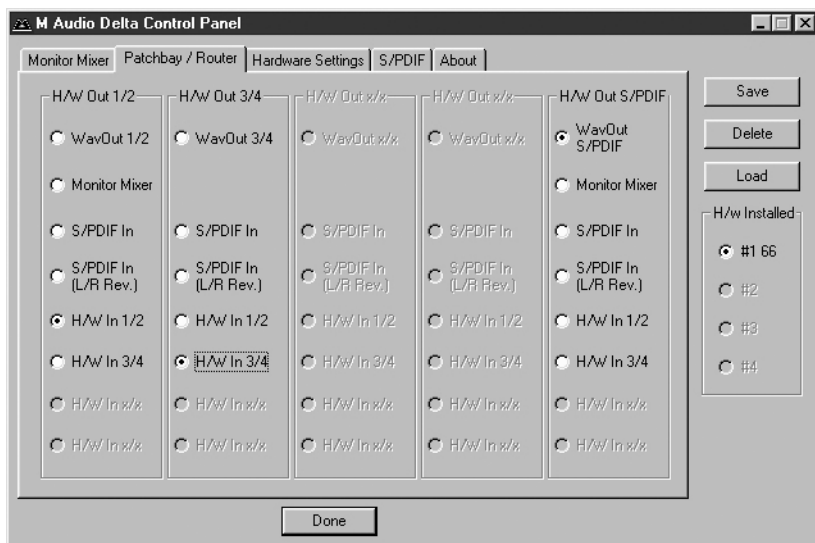 M Audio Delta Control Panel
Monitor Mixer Patchbay / Router Hardware Settings S/PDIF About
H/W Out 1/2 H/W Out 3/4 H/W Out x/x H/W Out x/x H/W Out S/PDIF
WavOut 1/2 WavOut 3/4 WavOut x/x WavOut x/x WavOut
S/PDIF
Monitor Mixer Monitor Mixer
S/PDIF In S/PDIF In S/PDIF In S/PDIF In S/PDIF In
S/PDIF In S/PDIF In S/PDIF In S/PDIF In S/PDIF In
(L/R Rev.) (L/R Rev.) (L/R Rev.) (L/R Rev.) (L/R Rev.)
H/W In 1/2 H/W In 1/2 H/W In 1/2 H/W In 1/2 H/W In 1/2
H/W In 3/4 H/W In 3/4 H/W In 3/4 H/W In 3/4 H/W In 3/4
H/W In x/x H/W In x/x H/W In x/x H/W In x/x H/W In x/x
H/W In x/x H/W In x/x H/W In x/x H/W In x/x H/W In x/x
Save
Delete
Load
H/w Installed
#1 66
#2
#3
#4
Done